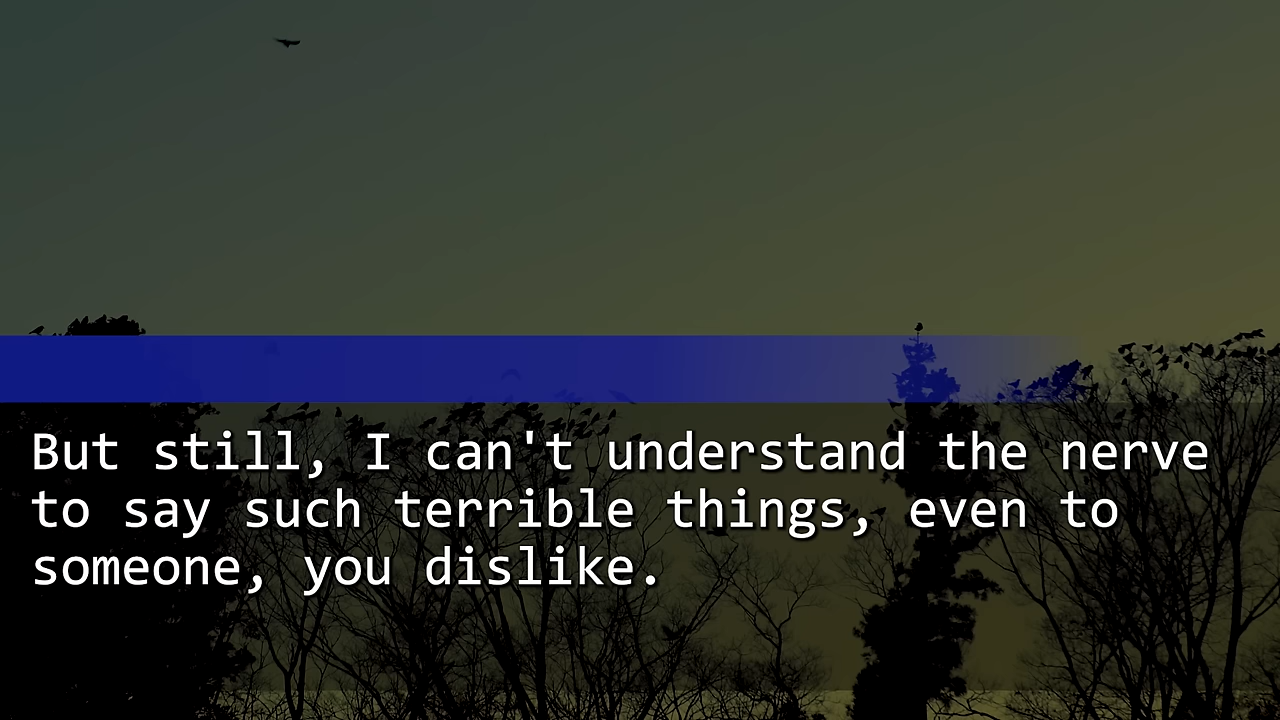 But still, I can't understand the nerve
to say such terrible things, even to
someone, you dislike.